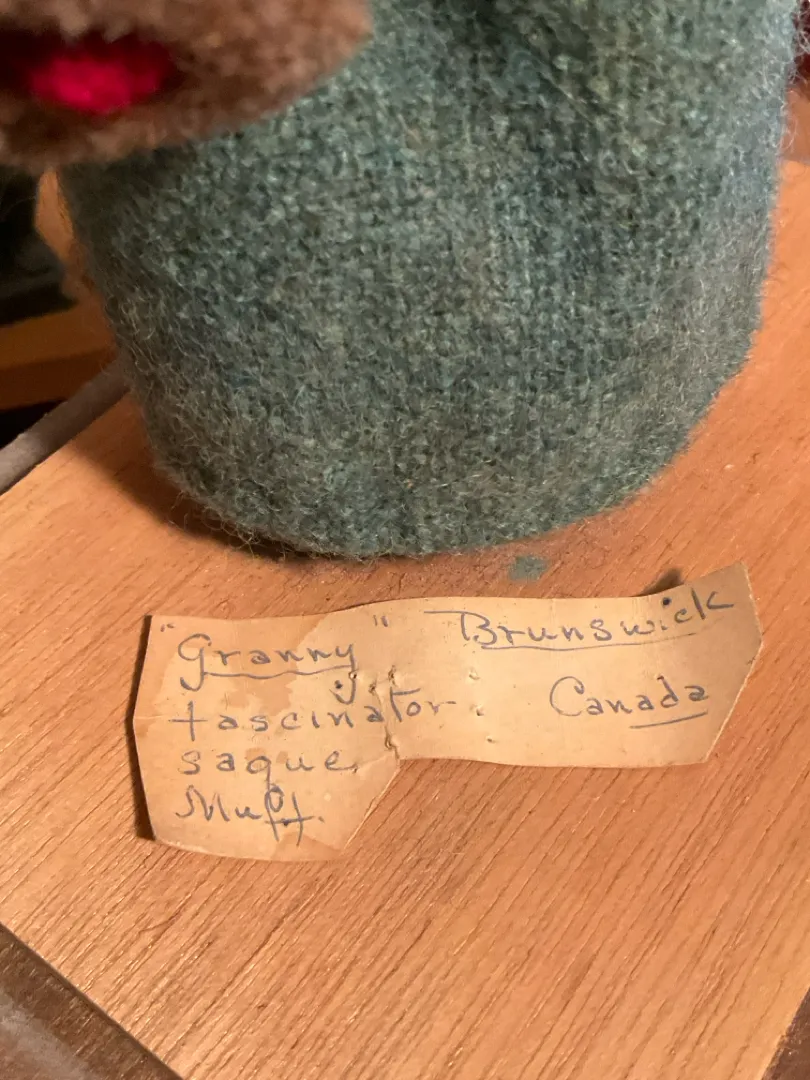 "Granny" Brunswick
fascinator Canada
saque
Muff.